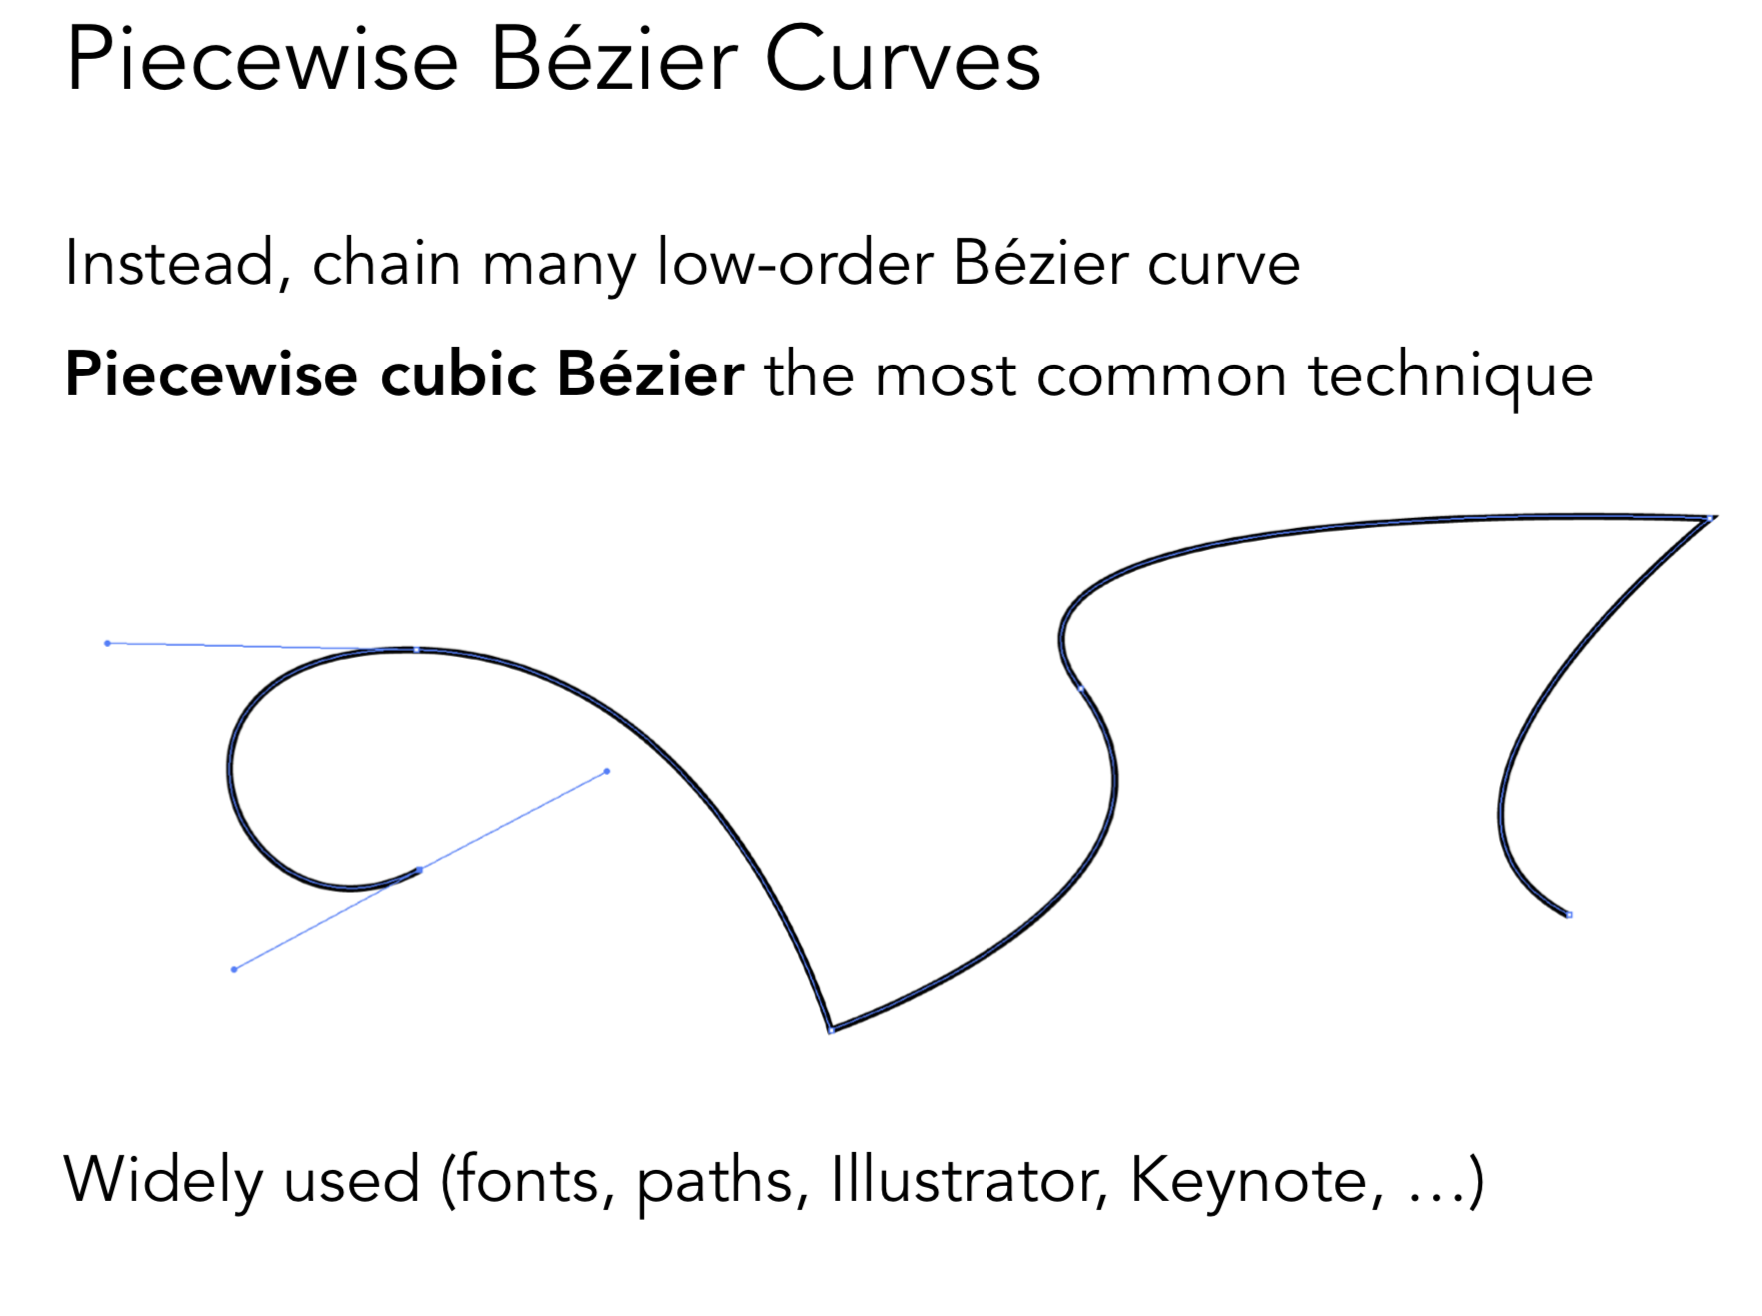 Piecewise Bézier Curves
Instead, chain many low-order Bézier curve
Piecewise cubic Bézier the most common technique
Widely used (fonts, paths, Illustrator, Keynote, …)